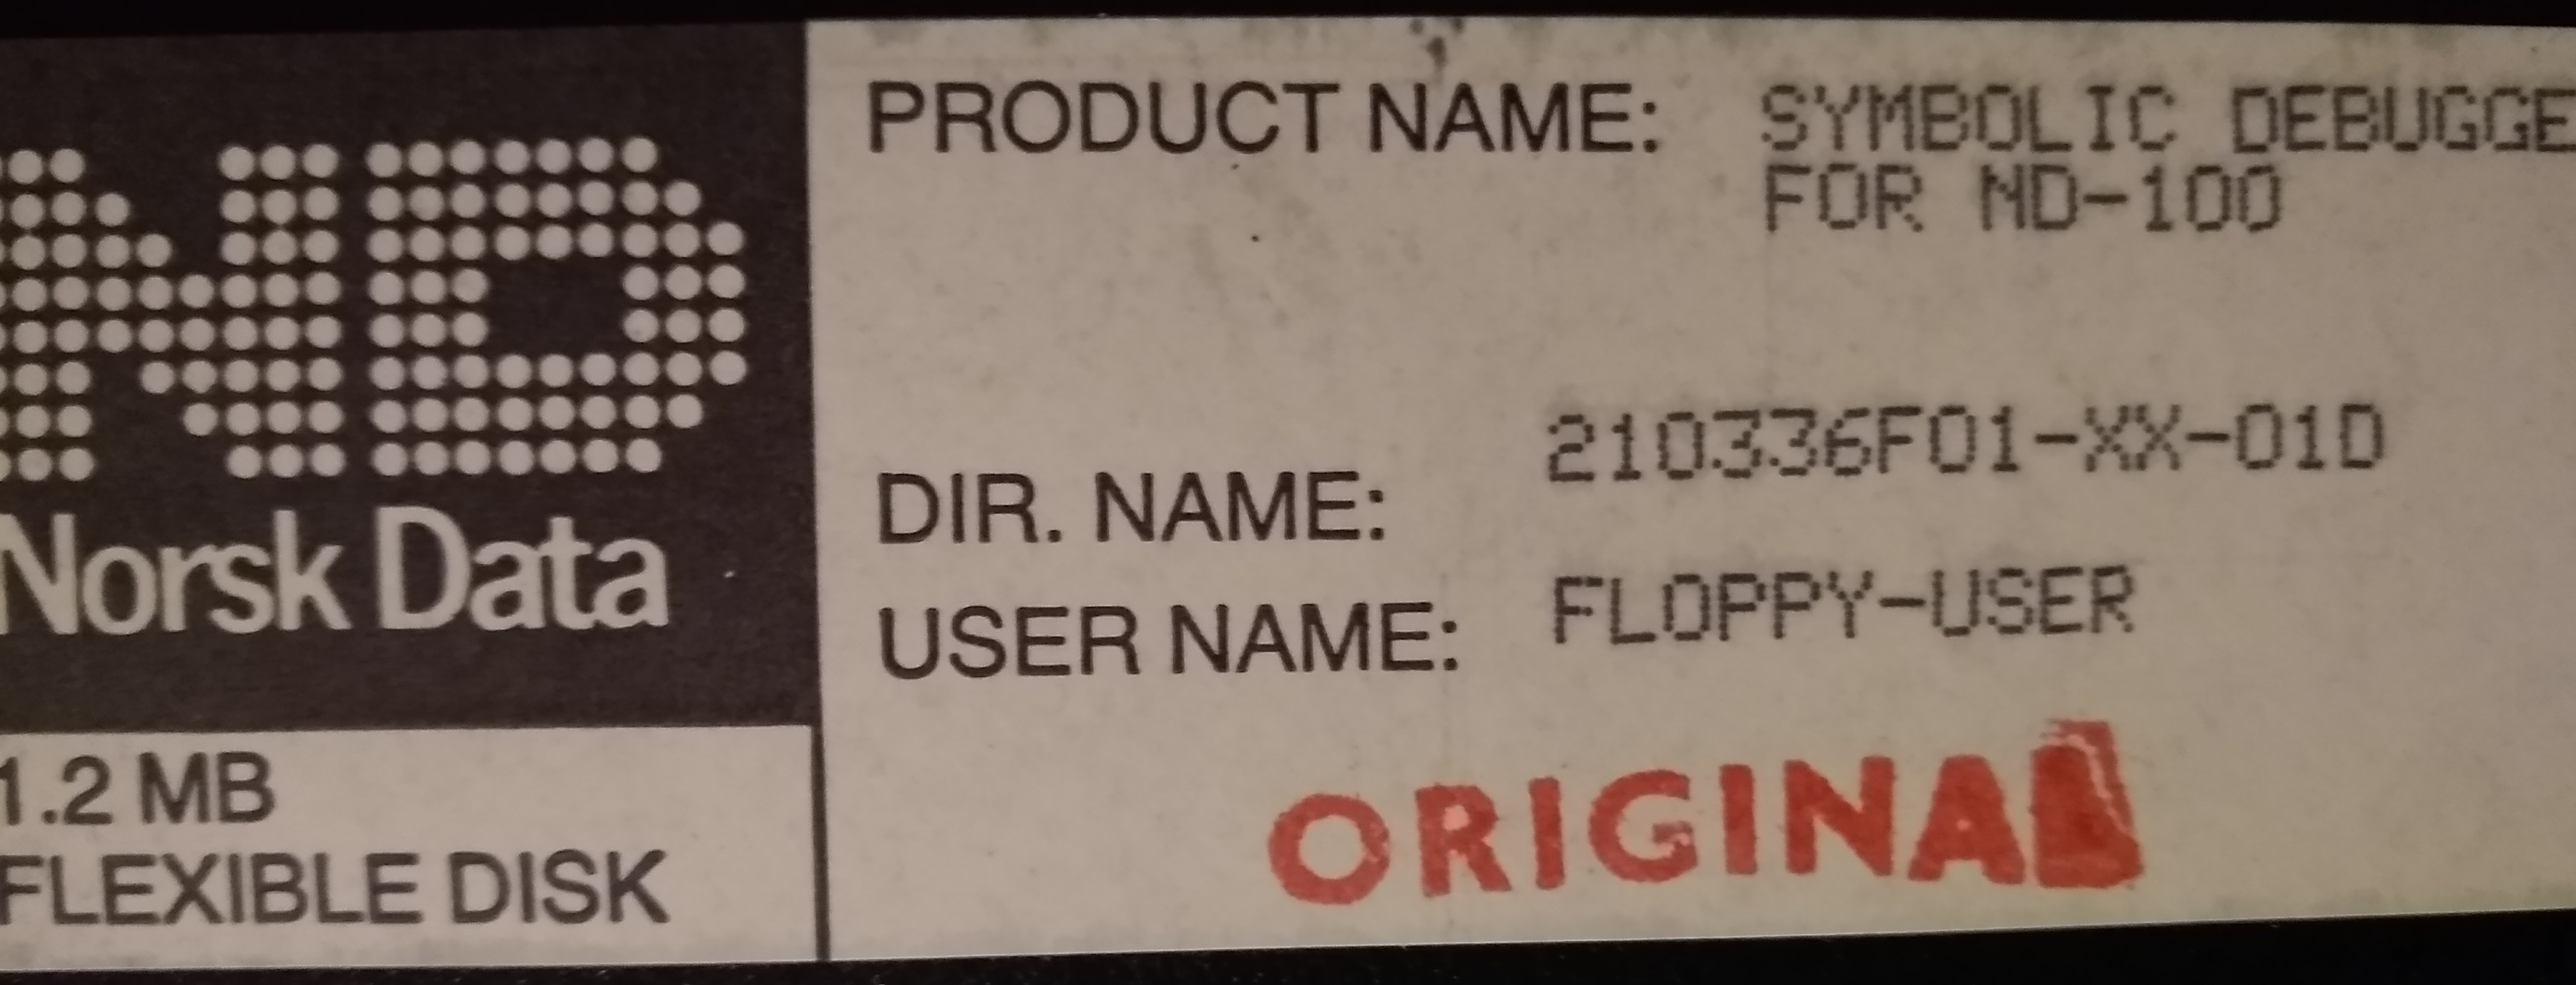 ND
Norsk Data
1.2 MB
FLEXIBLE DISK
PRODUCT NAME: SYMBOLIC DEBUGGE
FOR ND-100
DIR. NAME: 210336F01-XX-01D
USER NAME: FLOPPY-USER
ORIGINAL